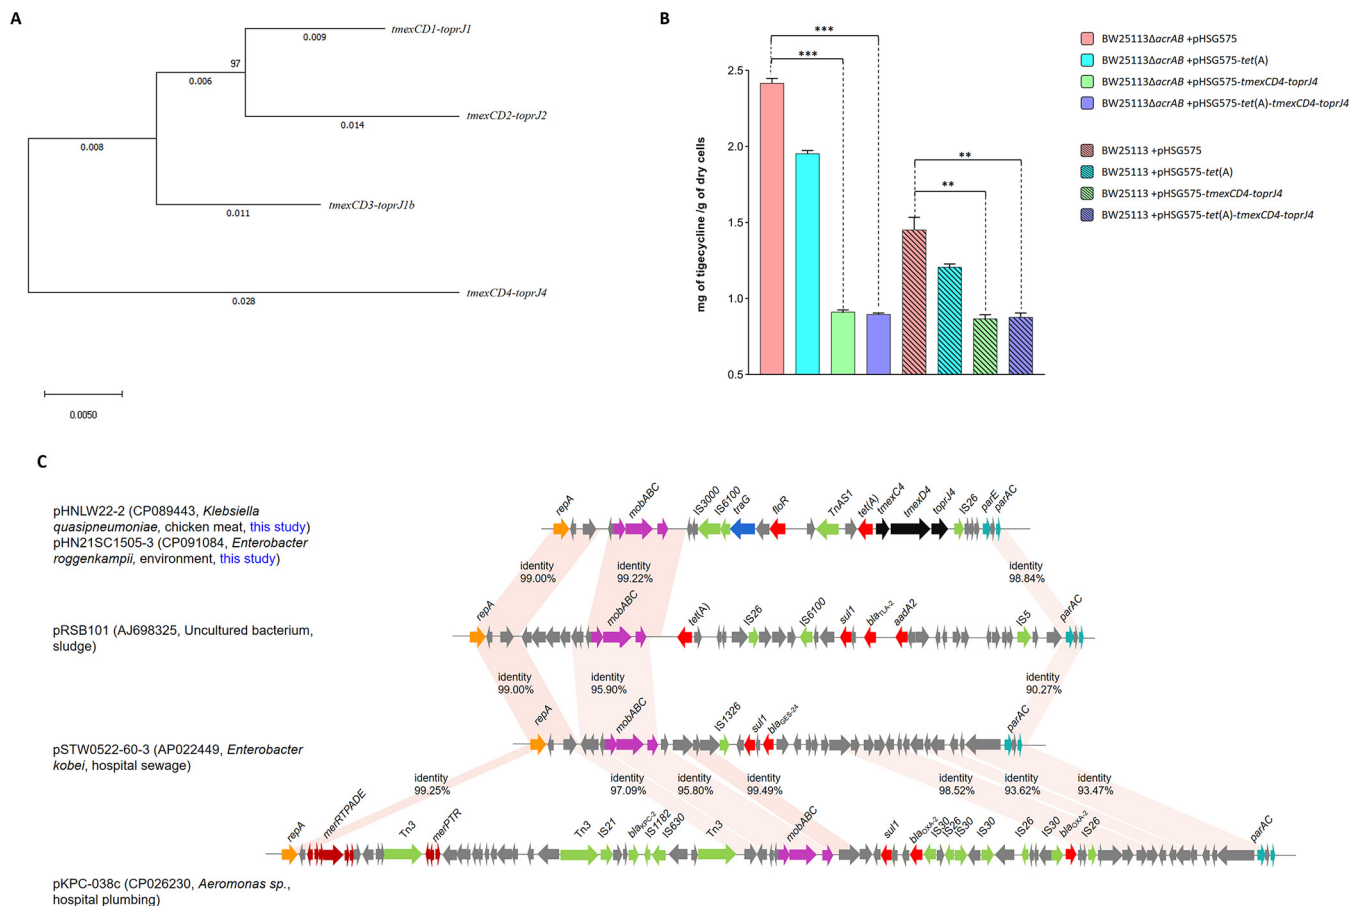 A
tmexCD1-toprJ1
0.009
97
0.006
tmexCD2-toprJ2
0.014
0.008
tmexCD3-toprJ1b
0.011
tmexCD4-toprJ4
0.028
0.0050
B
mg of tigecycline /g of dry cells
2.5
2.0
1.5
1.0
0.5
***
***
**
**
BW25113ΔacrAB +pHSG575
BW25113ΔacrAB +pHSG575-tet(A)
BW25113ΔacrAB +pHSG575-tmexCD4-toprJ4
BW25113ΔacrAB +pHSG575-tet(A)-tmexCD4-toprJ4
BW25113 +pHSG575
BW25113 +pHSG575-tet(A)
BW25113 +pHSG575-tmexCD4-toprJ4
BW25113 +pHSG575-tet(A)-tmexCD4-toprJ4
C
pHNLW22-2 (CP089443, Klebsiella
quasipneumoniae, chicken meat, this study)
pHN21SC1505-3 (CP091084, Enterobacter
roggenkampii, environment, this study)
repA mobABC IS3000 IS6100 traG floR TnAS1 tet(A) tmexC4 tmexD4 toprJ4 IS26 parE parAC
identity 99.00%
identity 99.22%
identity 98.84%
pRSB101 (AJ698325, Uncultured bacterium,
sludge)
repA mobABC tet(A) IS26 IS6100 sul1 blaTLA-2 aadA2 IS5 parAC
identity 99.00%
identity 95.90%
identity 90.27%
pSTW0522-60-3 (AP022449, Enterobacter
kobei, hospital sewage)
repA mobABC IS1326 sul1 blaGES-24 parAC
identity 99.25%
identity 97.09%
identity 95.80%
identity 99.49%
identity 98.52%
identity 93.62%
identity 93.47%
repA merRTPADE Tn3 merPTR Tn3 IS21 blaKPC-2 IS1182 IS630 Tn3 mobABC sul1 blaOXA-2 IS30 IS26 IS30 IS30 IS26 IS30 blaOXA-2 IS26 parAC
pKPC-038c (CP026230, Aeromonas sp.,
hospital plumbing)